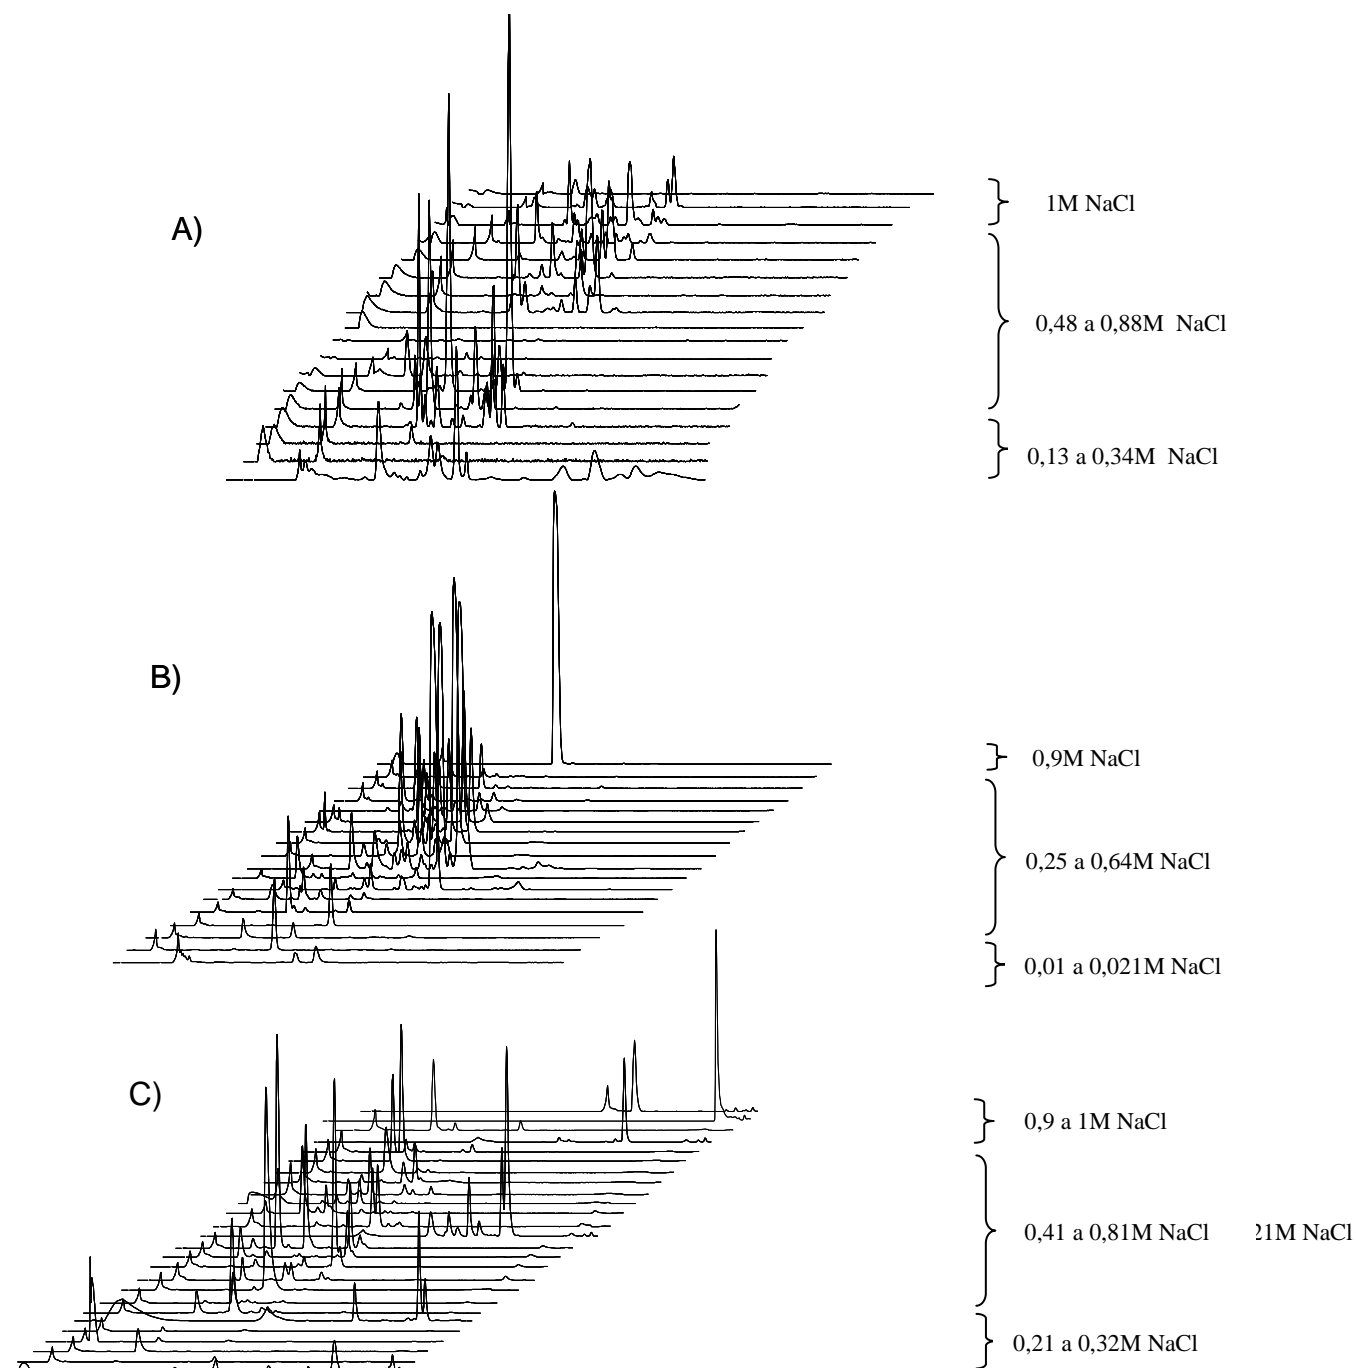 A)
1M NaCl
0,48 a 0,88M  NaCl
0,13 a 0,34M  NaCl
B)
0,9M NaCl
0,25 a 0,64M NaCl
0,01 a 0,021M NaCl
C)
0,9 a 1M NaCl
0,41 a 0,81M NaCl 21M NaCl
0,21 a 0,32M NaCl